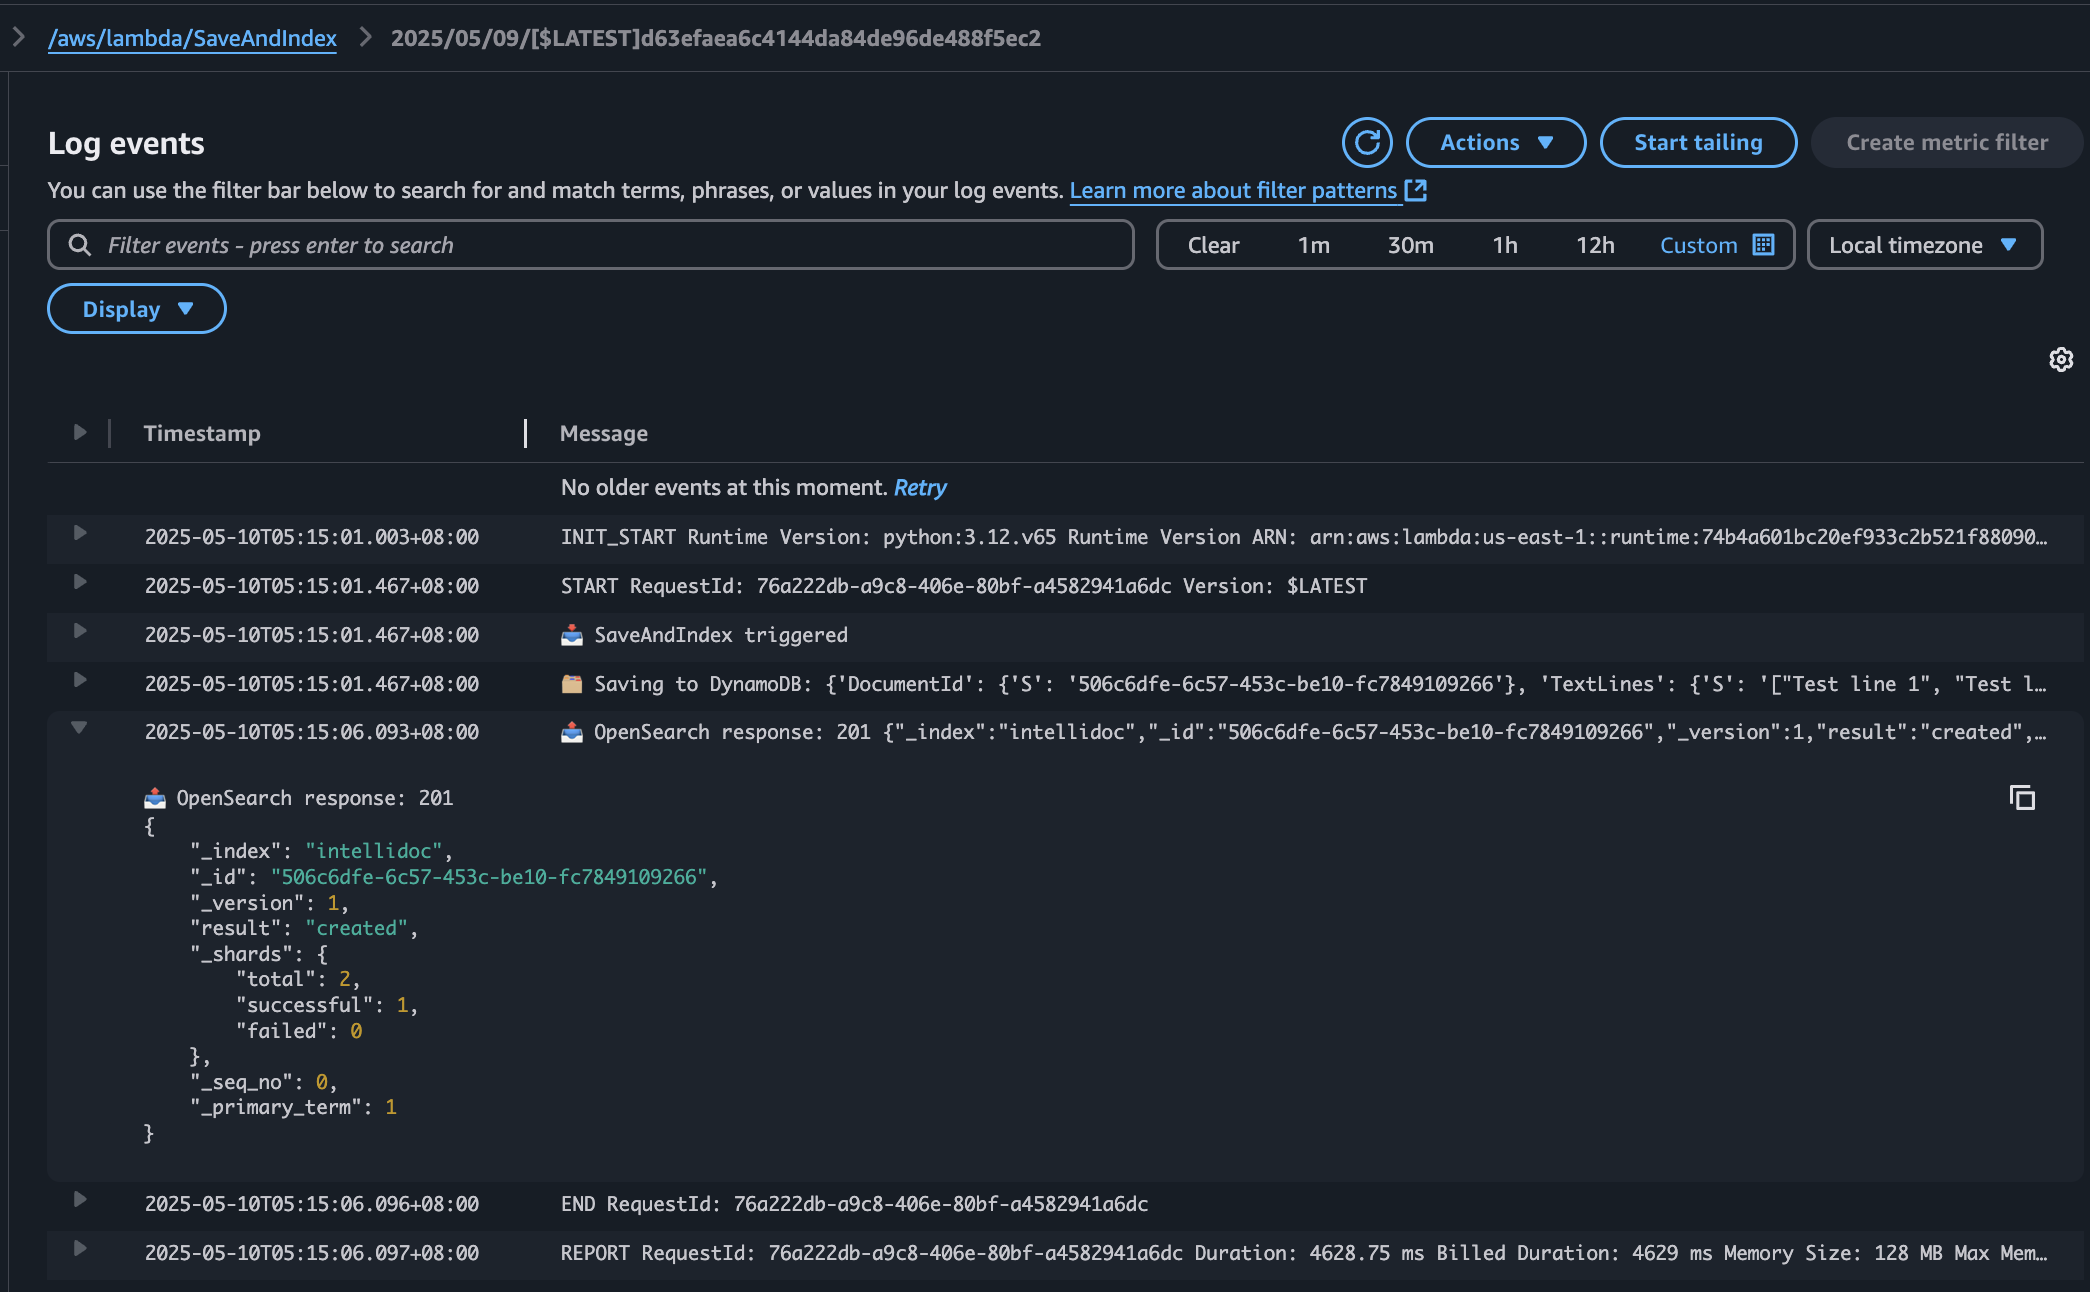 /aws/lambda/SaveAndIndex > 2025/05/09/[$LATEST]d63efaea6c4144da84de96de488f5ec2
Log events
Actions
Start tailing
Create metric filter
You can use the filter bar below to search for and match terms, phrases, or values in your log events. Learn more about filter patterns
Filter events - press enter to search
Clear 1m 30m 1h 12h Custom
Local timezone
Display
Timestamp Message
No older events at this moment. Retry
2025-05-10T05:15:01.003+08:00 INIT_START Runtime Version: python:3.12.v65 Runtime Version ARN: arn:aws:lambda:us-east-1::runtime:74b4a601bc20ef933c2b521f88090…
2025-05-10T05:15:01.467+08:00 START RequestId: 76a222db-a9c8-406e-80bf-a4582941a6dc Version: $LATEST
2025-05-10T05:15:01.467+08:00 📥 SaveAndIndex triggered
2025-05-10T05:15:01.467+08:00 🗂️ Saving to DynamoDB: {'DocumentId': {'S': '506c6dfe-6c57-453c-be10-fc7849109266'}, 'TextLines': {'S': '["Test line 1", "Test l…
2025-05-10T05:15:06.093+08:00 📤 OpenSearch response: 201 {"_index":"intellidoc","_id":"506c6dfe-6c57-453c-be10-fc7849109266","_version":1,"result":"created",…
📤 OpenSearch response: 201
{
    "_index": "intellidoc",
    "_id": "506c6dfe-6c57-453c-be10-fc7849109266",
    "_version": 1,
    "result": "created",
    "_shards": {
        "total": 2,
        "successful": 1,
        "failed": 0
    },
    "_seq_no": 0,
    "_primary_term": 1
}
2025-05-10T05:15:06.096+08:00 END RequestId: 76a222db-a9c8-406e-80bf-a4582941a6dc
2025-05-10T05:15:06.097+08:00 REPORT RequestId: 76a222db-a9c8-406e-80bf-a4582941a6dc Duration: 4628.75 ms Billed Duration: 4629 ms Memory Size: 128 MB Max Mem…